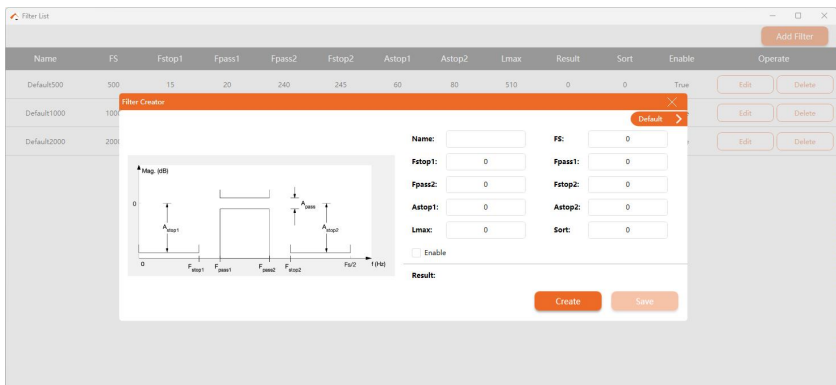 Filter List
Add Filter
Name FS Fstop1 Fpass1 Fpass2 Fstop2 Astop1 Astop2 Lmax Result Sort Enable Operate
Default500 500 15 20 240 245 60 80 510 0 0 True Edit Delete
Filter Creator
Default
Default1000 Edit Delete
Default2000 Edit Delete
Name: FS: 0
Fstop1: 0 Fpass1: 0
Fpass2: 0 Fstop2: 0
Astop1: 0 Astop2: 0
Lmax: 0 Sort: 0
Enable
Result:
Create Save
Mag. (dB)
0
Apass
Astop1 Astop2
0 Fstop1 Fpass1 Fpass2 Fstop2 Fs/2 f (Hz)